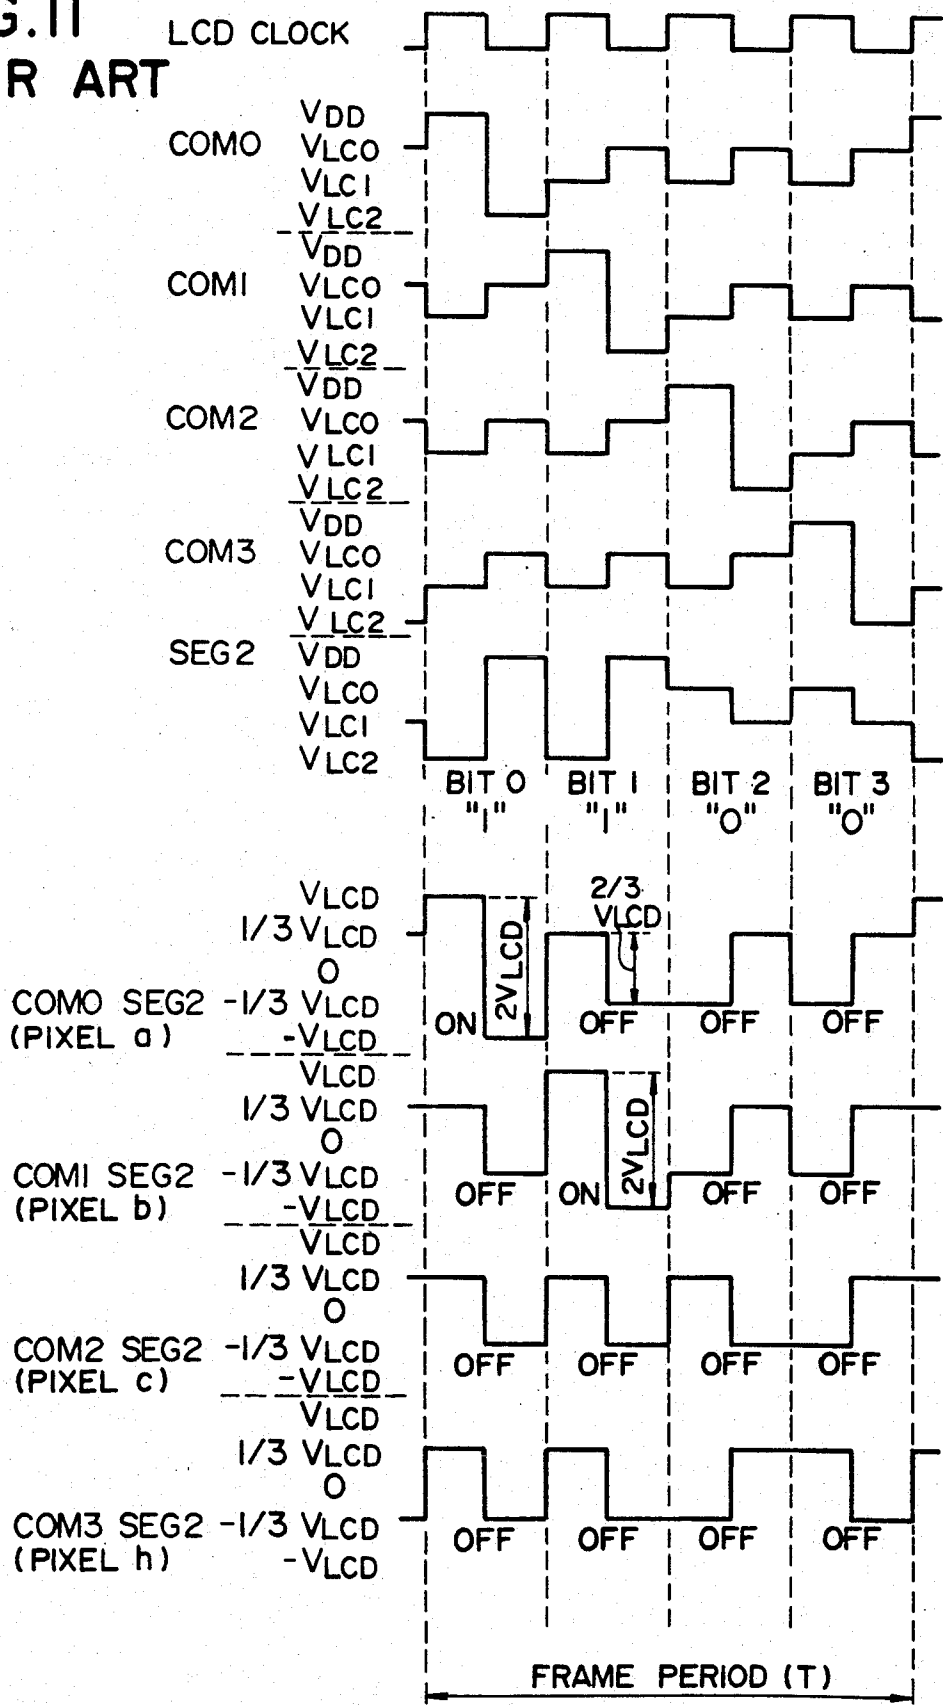 G.11
R ART
LCD CLOCK
COM0
VDD
VLC0
VLC1
VLC2
COM1
VDD
VLC0
VLC1
VLC2
COM2
VDD
VLC0
VLC1
VLC2
COM3
VDD
VLC0
VLC1
VLC2
SEG2
VDD
VLC0
VLC1
VLC2
BIT 0 BIT 1 BIT 2 BIT 3
"1" "1" "0" "0"
VLCD
1/3 VLCD
0
COM0 SEG2 -1/3 VLCD
(PIXEL a) -VLCD
2VLCD
2/3
VLCD
ON OFF OFF OFF
VLCD
1/3 VLCD
0
COM1 SEG2 -1/3 VLCD
(PIXEL b) -VLCD
2VLCD
OFF ON OFF OFF
VLCD
1/3 VLCD
0
COM2 SEG2 -1/3 VLCD
(PIXEL c) -VLCD
OFF OFF OFF OFF
VLCD
1/3 VLCD
0
COM3 SEG2 -1/3 VLCD
(PIXEL h) -VLCD
OFF OFF OFF OFF
FRAME PERIOD (T)